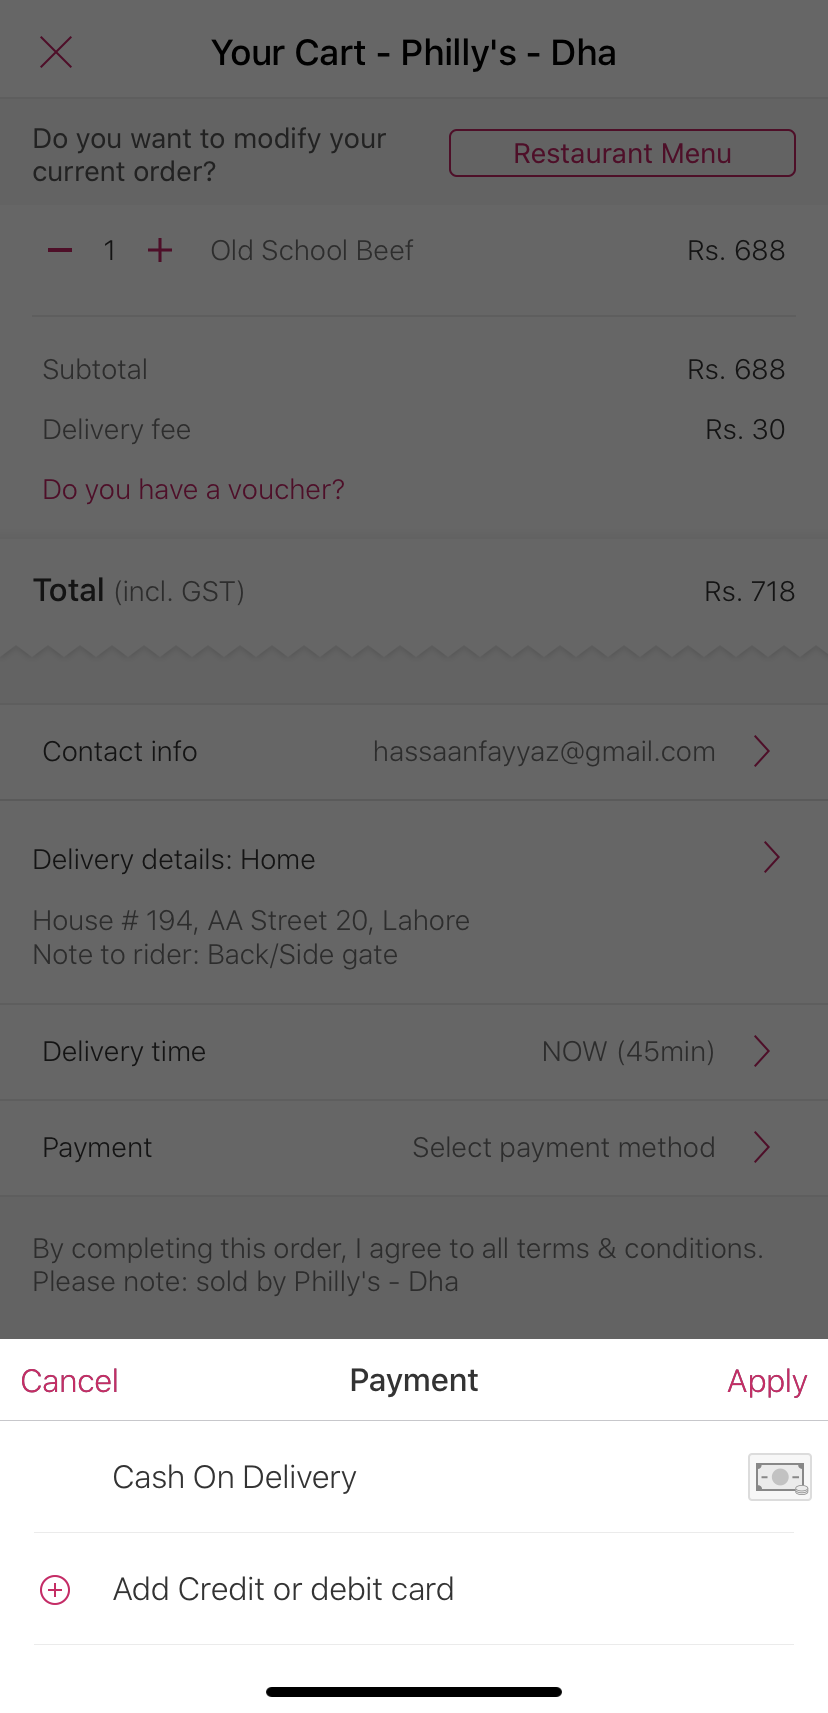 Your Cart - Philly's - Dha
Do you want to modify your
current order?
Restaurant Menu
1 Old School Beef Rs. 688
Subtotal Rs. 688
Delivery fee Rs. 30
Do you have a voucher?
Total (incl. GST) Rs. 718
Contact info hassaanfayyaz@gmail.com
Delivery details: Home
House # 194, AA Street 20, Lahore
Note to rider: Back/Side gate
Delivery time NOW (45min)
Payment Select payment method
By completing this order, I agree to all terms & conditions.
Please note: sold by Philly's - Dha
Cancel Payment Apply
Cash On Delivery
Add Credit or debit card